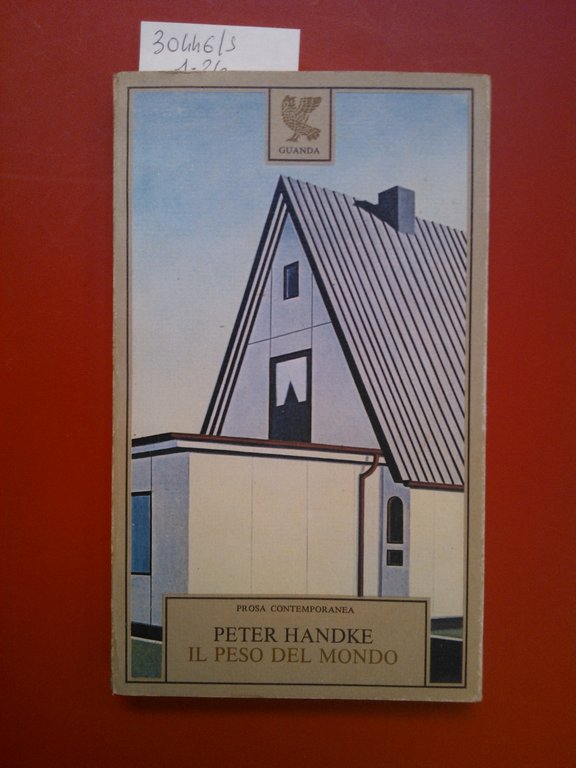 30446/S
GUANDA
PROSA CONTEMPORANEA
PETER HANDKE
IL PESO DEL MONDO